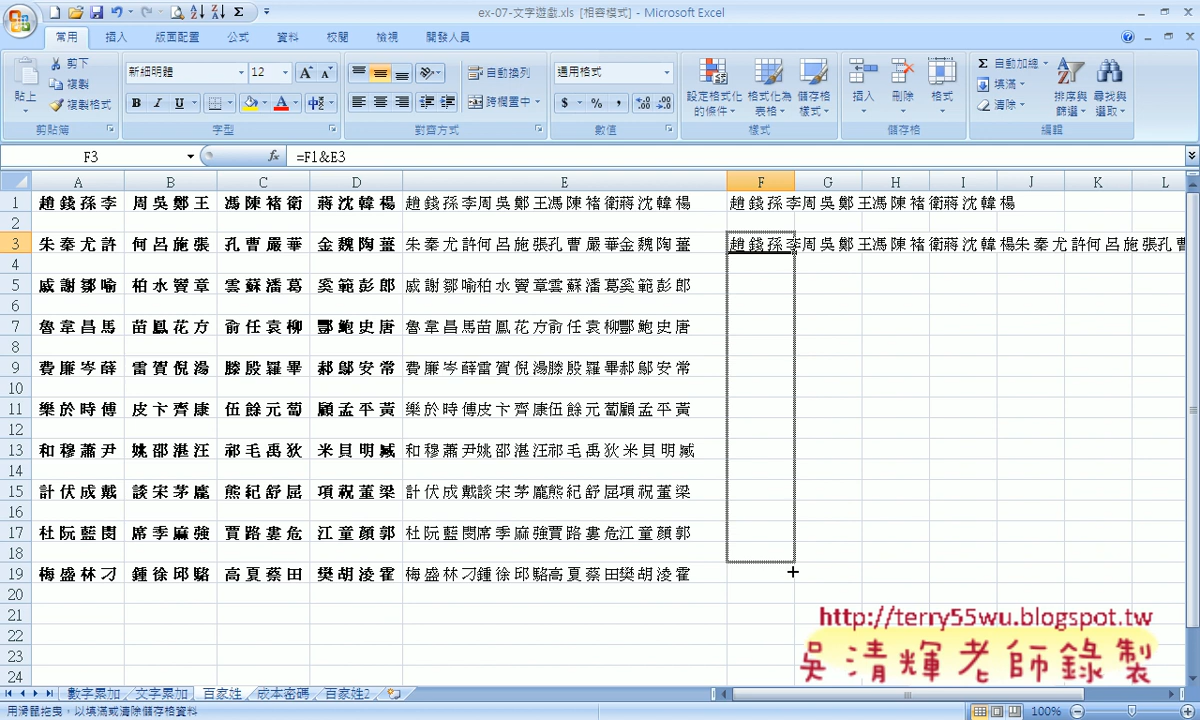 ex-07-文字遊戲.xls [相容模式] - Microsoft Excel
常用 插入 版面配置 公式 資料 校閱 檢視 開發人員
貼上 剪下 複製 複製格式 剪貼簿
新細明體 12 B I U 字型
自動換列 跨欄置中 對齊方式
通用格式 $ % , 數值
設定格式化的條件 格式化為表格 儲存格樣式 樣式
插入 刪除 格式 儲存格
Σ 自動加總 填滿 清除 排序與篩選 尋找與選取 編輯
F3 fx =F1&E3
A B C D E F G H I J K L
1 趙錢孫李 周吳鄭王 馮陳褚衛 蔣沈韓楊 趙錢孫李周吳鄭王馮陳褚衛蔣沈韓楊 趙錢孫李周吳鄭王馮陳褚衛蔣沈韓楊
2
3 朱秦尤許 何呂施張 孔曹嚴華 金魏陶薑 朱秦尤許何呂施張孔曹嚴華金魏陶薑 趙錢孫李周吳鄭王馮陳褚衛蔣沈韓楊朱秦尤許何呂施張孔曹
4
5 戚謝鄒喻 柏水竇章 雲蘇潘葛 奚範彭郎 戚謝鄒喻柏水竇章雲蘇潘葛奚範彭郎
6
7 魯韋昌馬 苗鳳花方 俞任袁柳 酆鮑史唐 魯韋昌馬苗鳳花方俞任袁柳酆鮑史唐
8
9 費廉岑薛 雷賀倪湯 滕殷羅畢 郝鄔安常 費廉岑薛雷賀倪湯滕殷羅畢郝鄔安常
10
11 樂於時傅 皮卞齊康 伍餘元蔔 顧孟平黃 樂於時傅皮卞齊康伍餘元蔔顧孟平黃
12
13 和穆蕭尹 姚邵湛汪 祁毛禹狄 米貝明臧 和穆蕭尹姚邵湛汪祁毛禹狄米貝明臧
14
15 計伏成戴 談宋茅龐 熊紀舒屈 項祝董梁 計伏成戴談宋茅龐熊紀舒屈項祝董梁
16
17 杜阮藍閔 席季麻強 賈路婁危 江童顏郭 杜阮藍閔席季麻強賈路婁危江童顏郭
18
19 梅盛林刁 鍾徐邱駱 高夏蔡田 樊胡淩霍 梅盛林刁鍾徐邱駱高夏蔡田樊胡淩霍
20
21
22
23
24
http://terry55wu.blogspot.tw
吳清輝老師錄製
數字累加 文字累加 百家姓 成本密碼 百家姓2
用滑鼠拖曳，以填滿或清除儲存格資料 100%